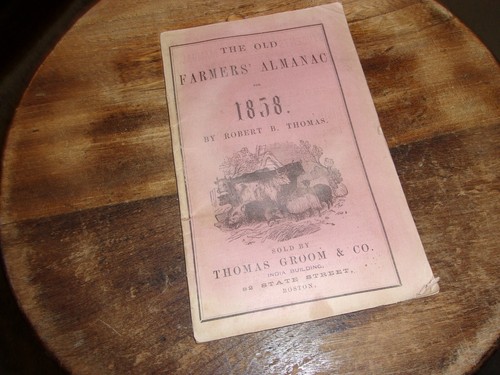 THE OLD
FARMERS' ALMANAC
FOR
1858.
BY ROBERT B. THOMAS.
SOLD BY
THOMAS GROOM & CO.
INDIA BUILDING,
82 STATE STREET,
BOSTON.